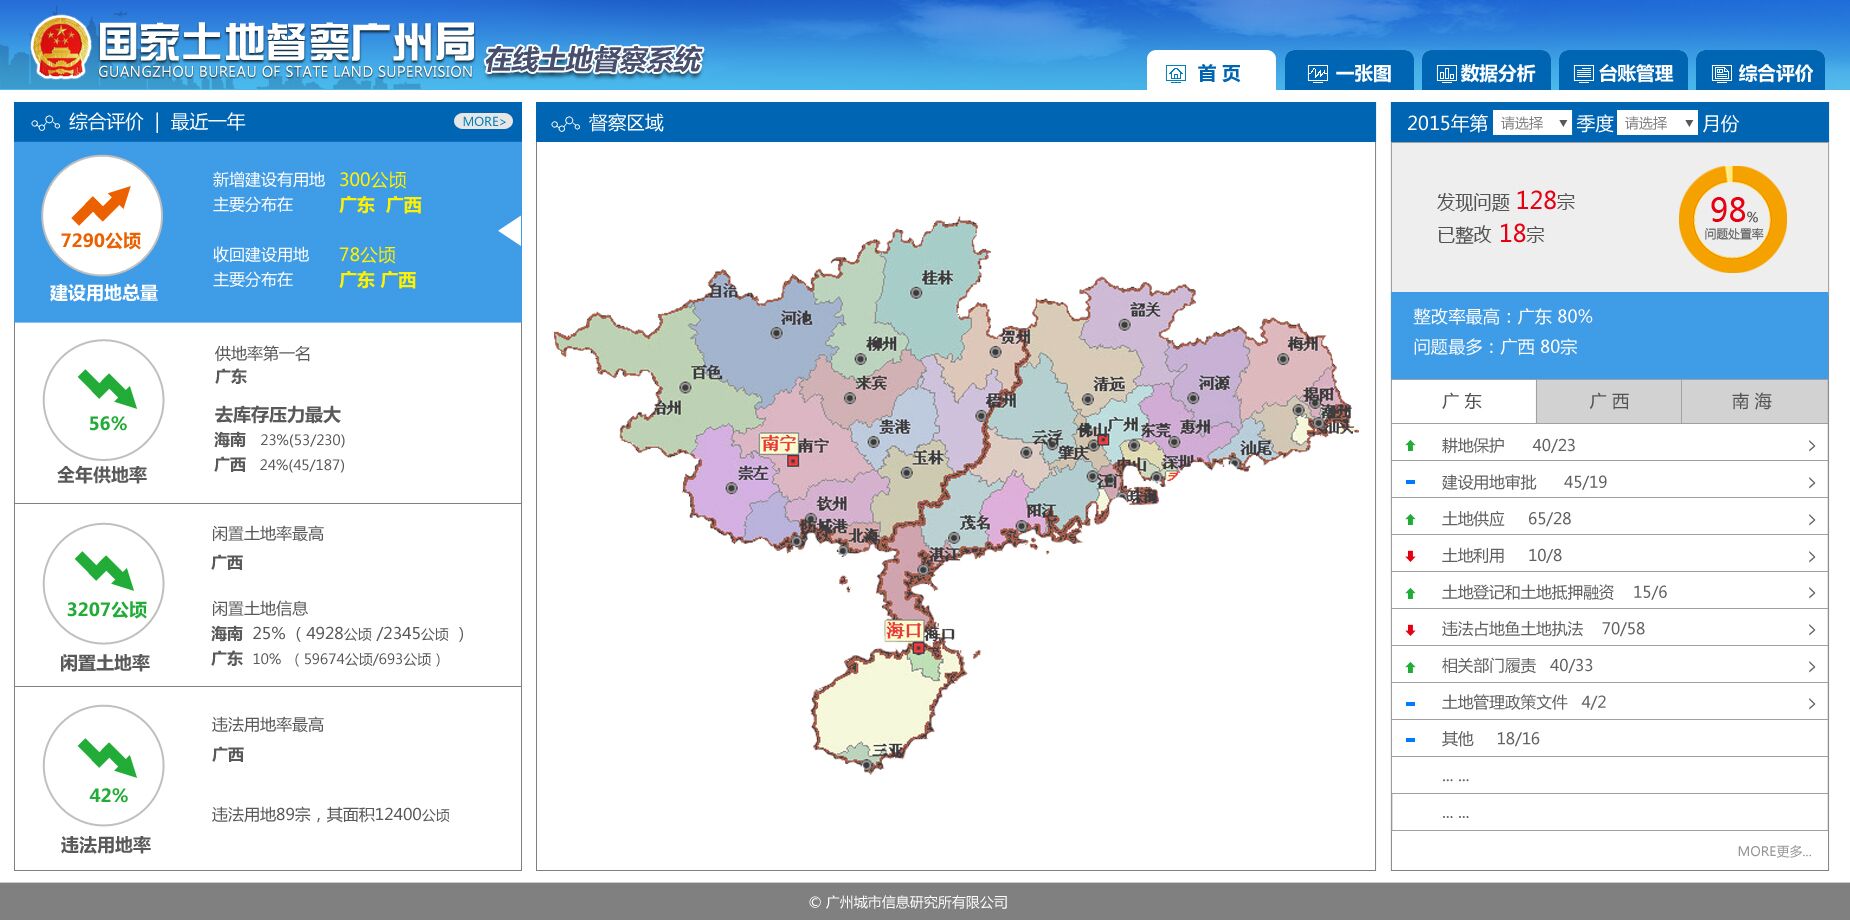 国家土地督察广州局
GUANGZHOU BUREAU OF STATE LAND SUPERVISION
在线土地督察系统
首 页
一张图
数据分析
台账管理
综合评价
综合评价 | 最近一年
MORE>
7290公顷
建设用地总量
新增建设有用地 300公顷
主要分布在 广东 广西
收回建设用地 78公顷
主要分布在 广东 广西
56%
全年供地率
供地率第一名
广东
去库存压力最大
海南 23%(53/230)
广西 24%(45/187)
3207公顷
闲置土地率
闲置土地率最高
广西
闲置土地信息
海南 25% ( 4928公顷 /2345公顷 )
广东 10% ( 59674公顷/693公顷 )
42%
违法用地率
违法用地率最高
广西
违法用地89宗，其面积12400公顷
督察区域
桂林
自治
河池
韶关
贺州
柳州
梅州
百色
来宾
清远
河源
揭阳
台州
梧州
潮州
汕头
贵港
广州
佛山
东莞
惠州
南宁
南宁
云浮
肇庆
汕尾
玉林
中山
深圳
崇左
江门
珠海
钦州
阳江
防城港
茂名
北海
湛江
海口
海口
三亚
2015年第 请选择 ▼ 季度 请选择 ▼ 月份
发现问题 128宗
已整改 18宗
98%
问题处置率
整改率最高：广东 80%
问题最多：广西 80宗
广 东
广 西
南 海
耕地保护 40/23 >
建设用地审批 45/19 >
土地供应 65/28 >
土地利用 10/8 >
土地登记和土地抵押融资 15/6 >
违法占地鱼土地执法 70/58 >
相关部门履责 40/33 >
土地管理政策文件 4/2 >
其他 18/16
... ...
... ...
MORE更多...
© 广州城市信息研究所有限公司